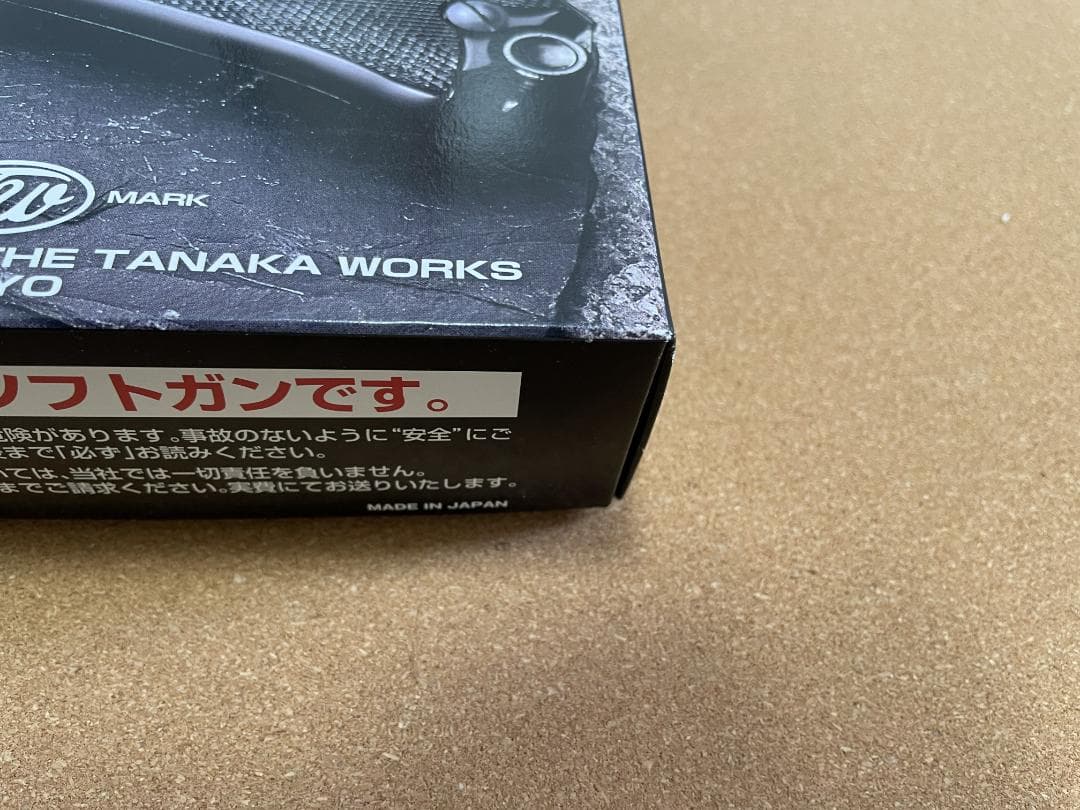 W MARK
THE TANAKA WORKS
YO
ソフトガンです。
険があります。事故のないように“安全”にご
まで「必ず」お読みください。
ては、当社では一切責任を負いません。
までご請求ください。実費にてお送りいたします。
MADE IN JAPAN